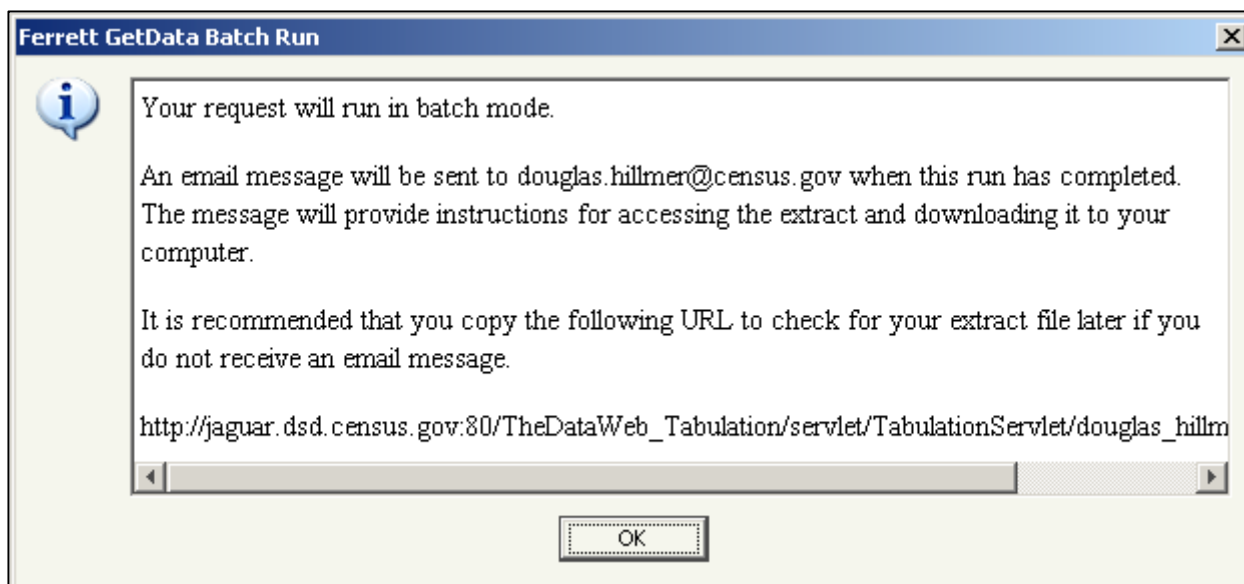 Ferrett GetData Batch Run
Your request will run in batch mode.
An email message will be sent to douglas.hillmer@census.gov when this run has completed.
The message will provide instructions for accessing the extract and downloading it to your
computer.
It is recommended that you copy the following URL to check for your extract file later if you
do not receive an email message.
http://jaguar.dsd.census.gov:80/TheDataWeb_Tabulation/servlet/TabulationServlet/douglas_hillm
OK